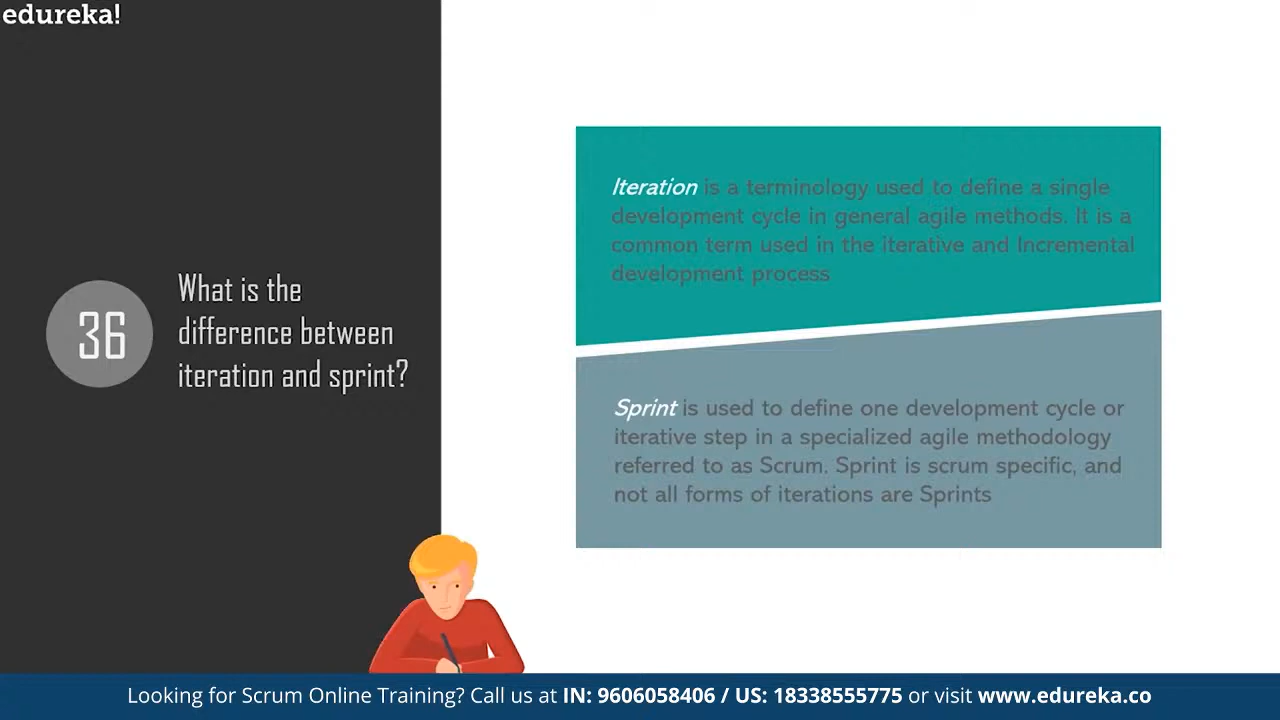 edureka!
36
What is the
difference between
iteration and sprint?
Iteration is a terminology used to define a single
development cycle in general agile methods. It is a
common term used in the iterative and Incremental
development process
Sprint is used to define one development cycle or
iterative step in a specialized agile methodology
referred to as Scrum. Sprint is scrum specific, and
not all forms of iterations are Sprints
Looking for Scrum Online Training? Call us at IN: 9606058406 / US: 18338555775 or visit www.edureka.co